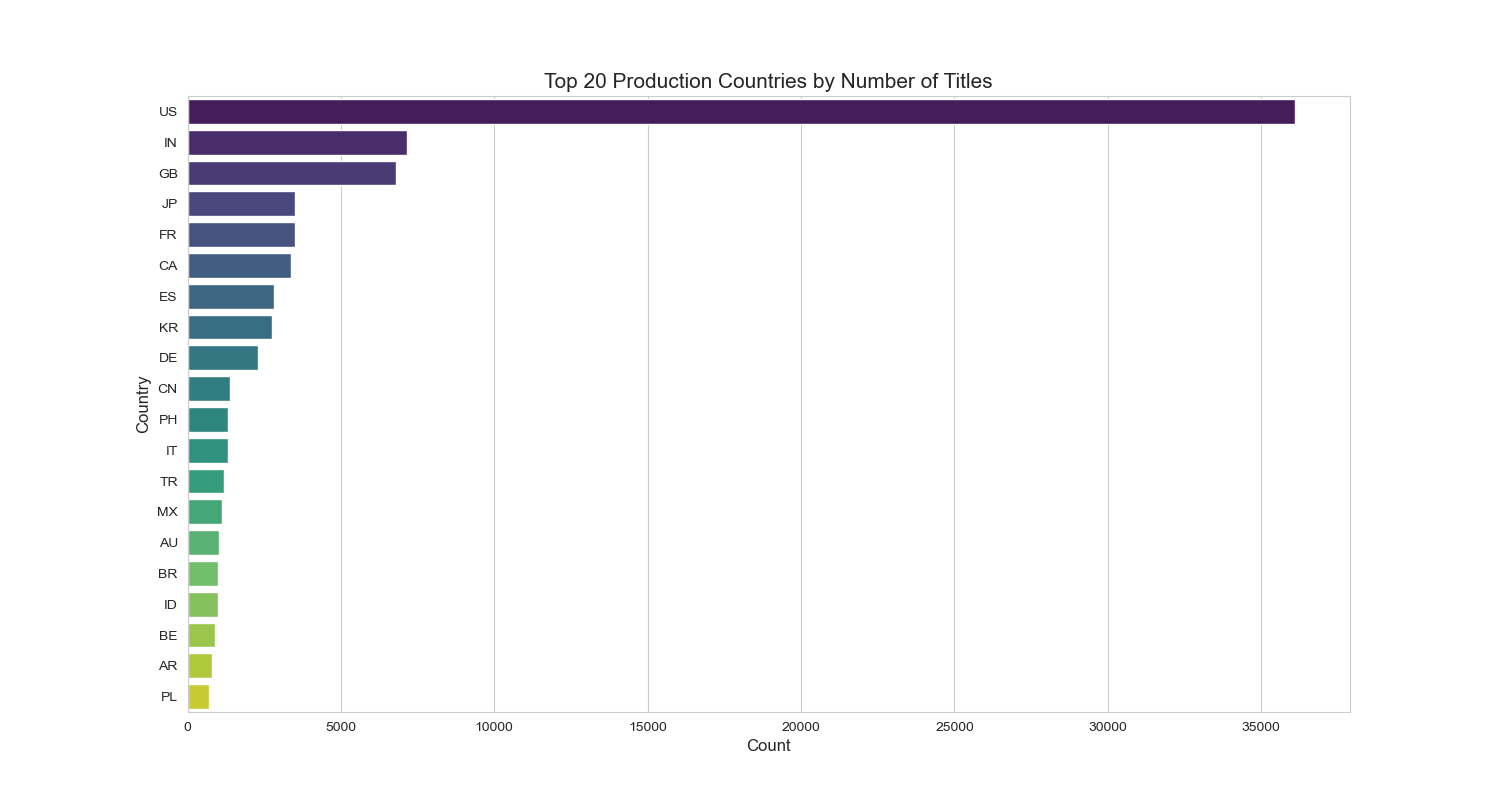 Top 20 Production Countries by Number of Titles
US
IN
GB
JP
FR
CA
ES
KR
DE
CN
PH
IT
TR
MX
AU
BR
ID
BE
AR
PL
Country
0 5000 10000 15000 20000 25000 30000 35000
Count